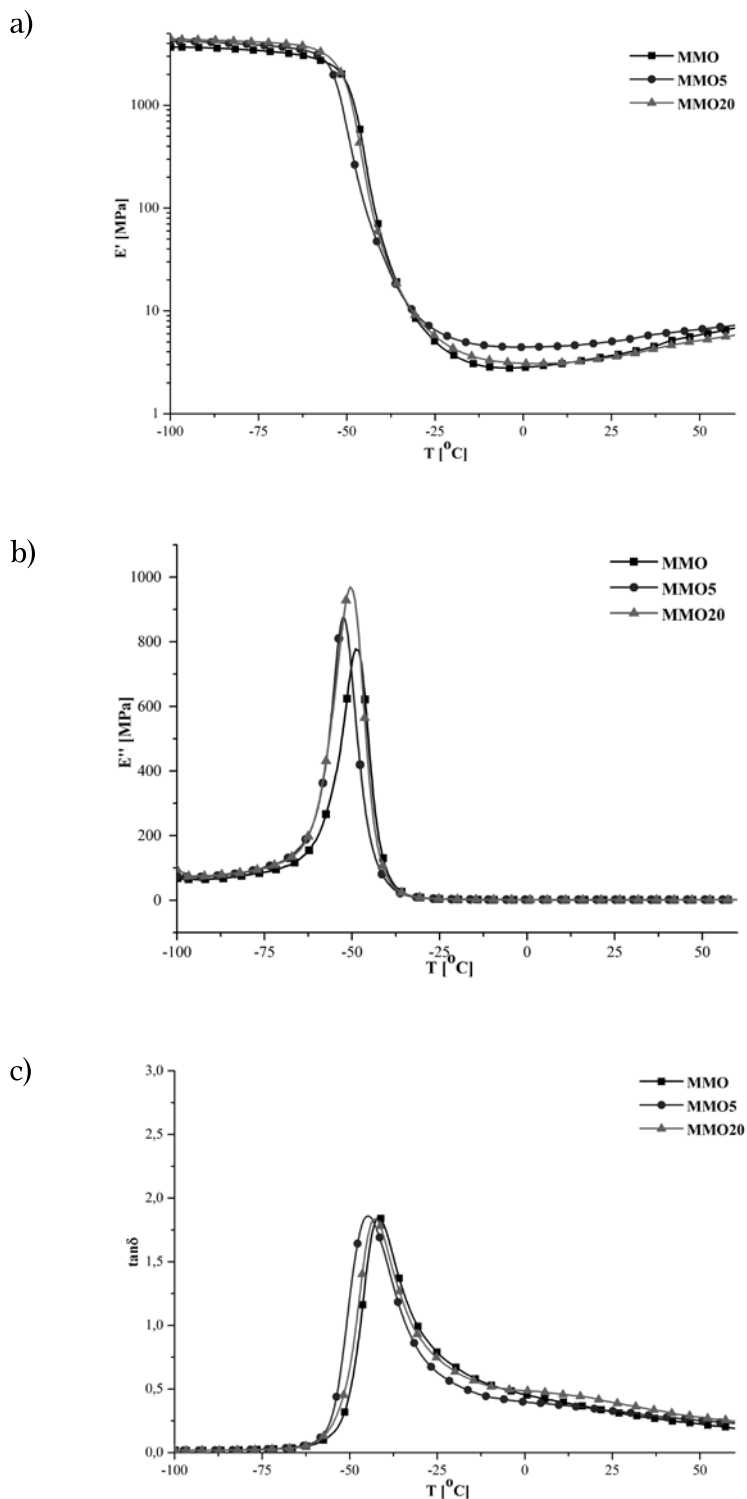 a)
MMO
MMO5
MMO20
1000
100
10
1
E' [MPa]
-100 -75 -50 -25 0 25 50
T [°C]
b)
MMO
MMO5
MMO20
1000
800
600
400
200
0
E'' [MPa]
-100 -75 -50 -25 0 25 50
T [°C]
c)
MMO
MMO5
MMO20
3,0
2,5
2,0
1,5
1,0
0,5
0,0
tanδ
-100 -75 -50 -25 0 25 50
T [°C]